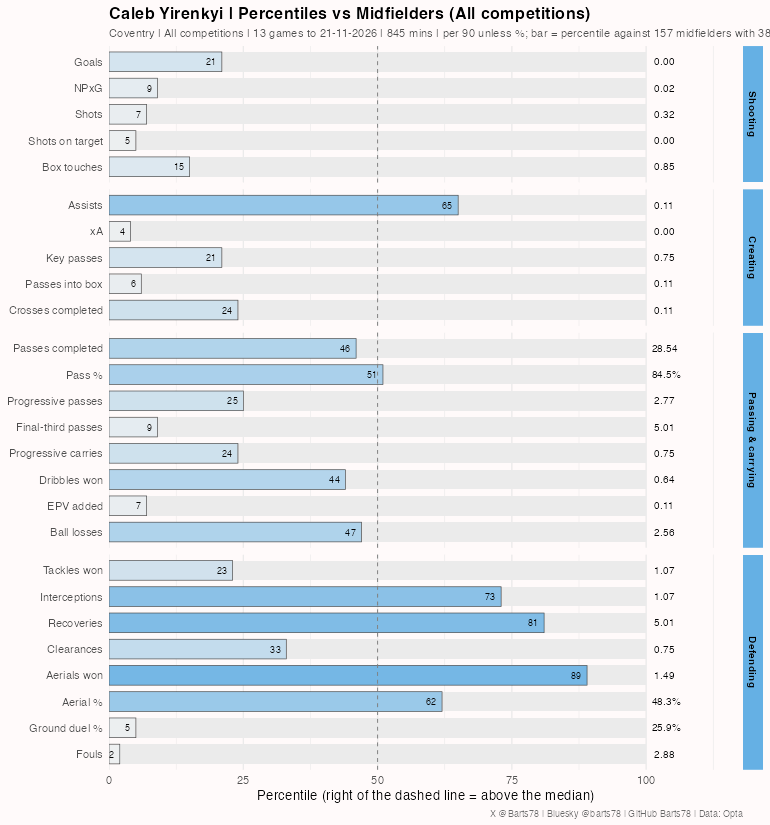 Caleb Yirenkyi | Percentiles vs Midfielders (All competitions)
Coventry | All competitions | 13 games to 21-11-2026 | 845 mins | per 90 unless %; bar = percentile against 157 midfielders with 38
Goals 21 0.00
NPxG 9 0.02
Shots 7 0.32
Shots on target 5 0.00
Box touches 15 0.85
Shooting
Assists 65 0.11
xA 4 0.00
Key passes 21 0.75
Passes into box 6 0.11
Crosses completed 24 0.11
Creating
Passes completed 46 28.54
Pass % 51 84.5%
Progressive passes 25 2.77
Final-third passes 9 5.01
Progressive carries 24 0.75
Dribbles won 44 0.64
EPV added 7 0.11
Ball losses 47 2.56
Passing & carrying
Tackles won 23 1.07
Interceptions 73 1.07
Recoveries 81 5.01
Clearances 33 0.75
Aerials won 89 1.49
Aerial % 62 48.3%
Ground duel % 5 25.9%
Fouls 2 2.88
Defending
0 25 50 75 100
Percentile (right of the dashed line = above the median)
X @Barts78 | Bluesky @barts78 | GitHub Barts78 | Data: Opta